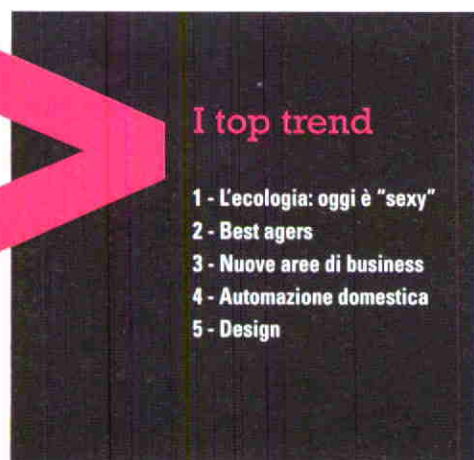 I top trend
1 - L'ecologia: oggi è "sexy"
2 - Best agers
3 - Nuove aree di business
4 - Automazione domestica
5 - Design